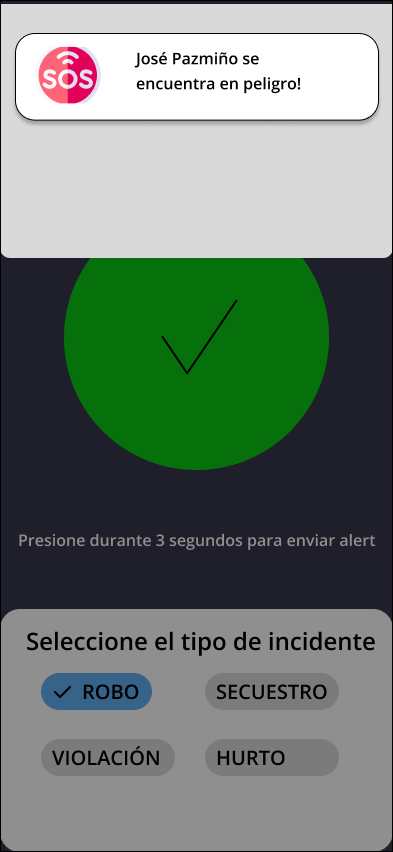 SOS
José Pazmiño se
encuentra en peligro!
Presione durante 3 segundos para enviar alert
Seleccione el tipo de incidente
ROBO
SECUESTRO
VIOLACIÓN
HURTO